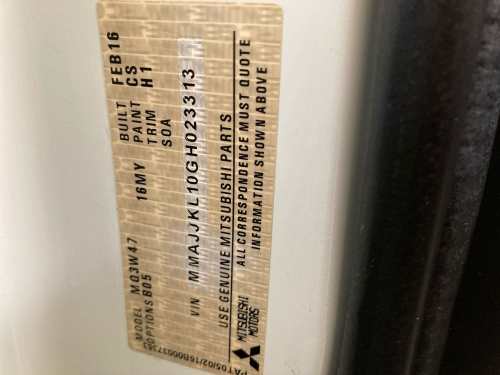 MODEL MQ3W47 16MY BUILT FEB16
OPTIONS B05 PAINT CS
TRIM H1
SOA
VIN MMAJJKL10GH023313
USE GENUINE MITSUBISHI PARTS
ALL CORRESPONDENCE MUST QUOTE
INFORMATION SHOWN ABOVE
MITSUBISHI
MOTORS